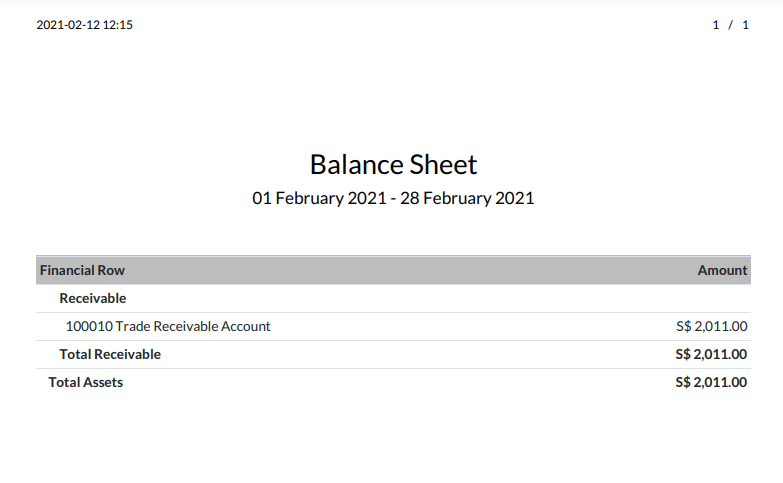 2021-02-12 12:15 1 / 1
Balance Sheet
01 February 2021 - 28 February 2021
Financial Row Amount
Receivable
100010 Trade Receivable Account S$ 2,011.00
Total Receivable S$ 2,011.00
Total Assets S$ 2,011.00